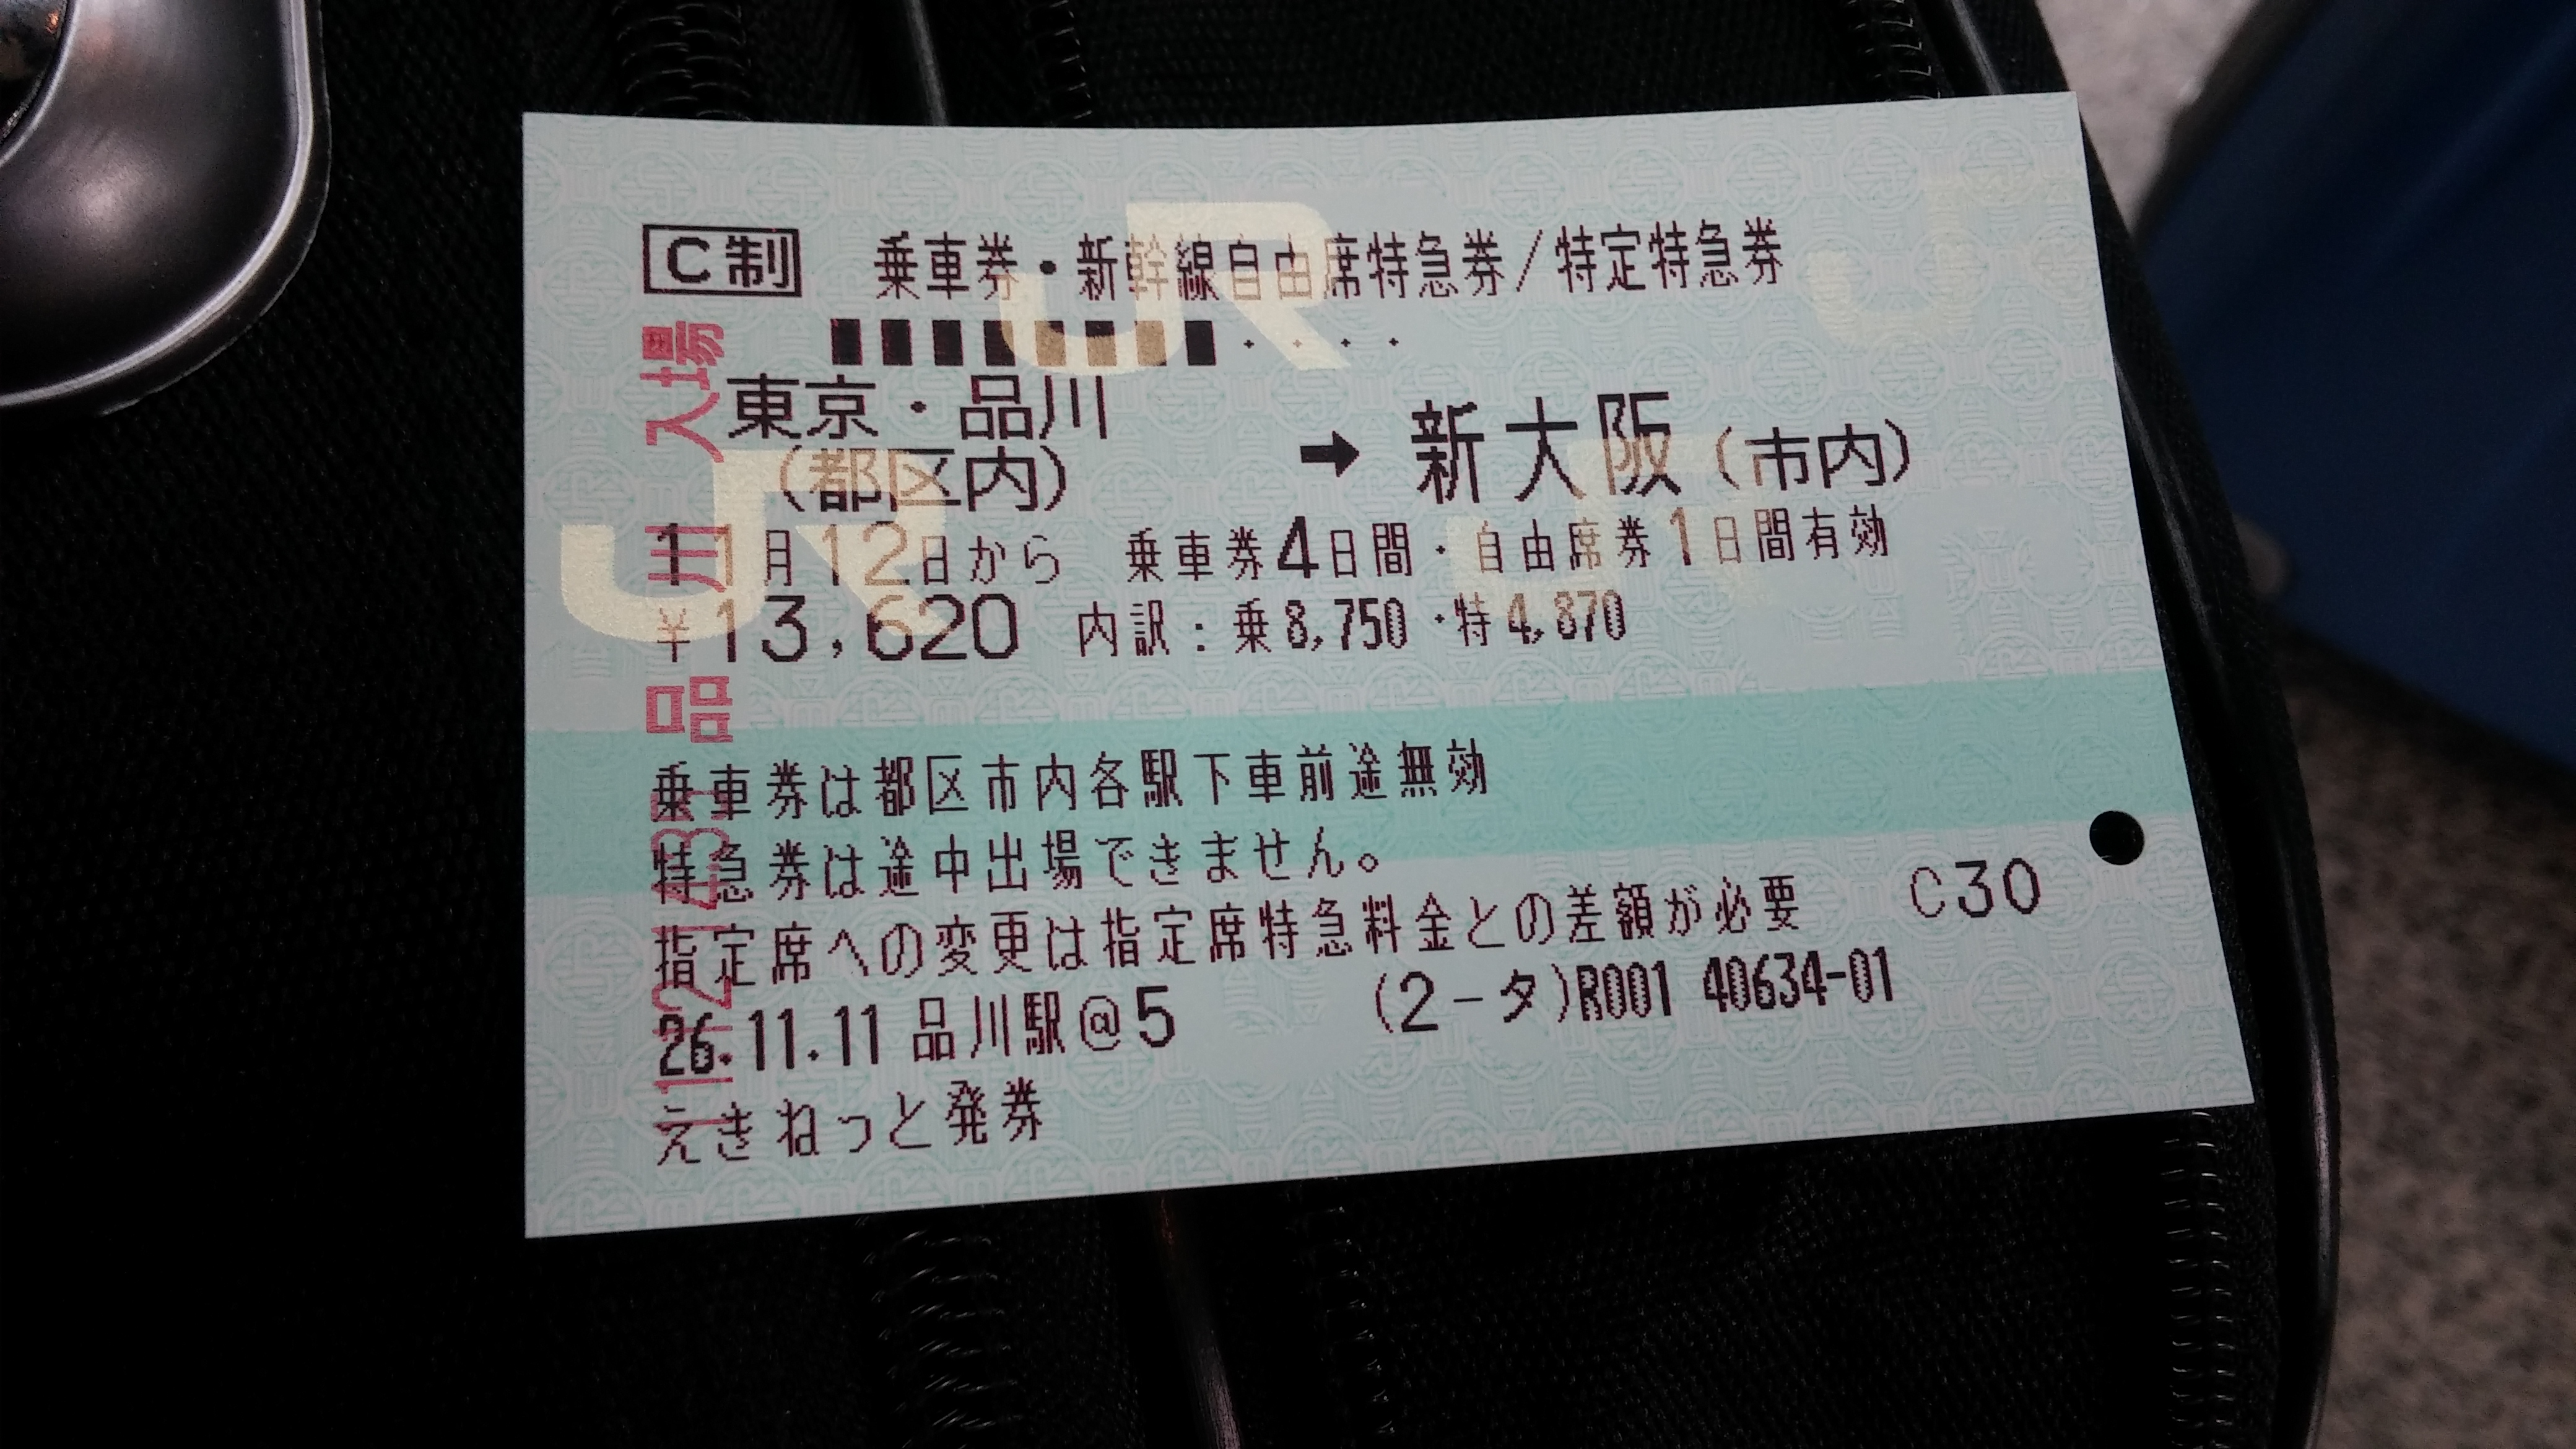 C制 乗車券・新幹線自由席特急券/特定特急券
東京・品川
(都区内)
➡ 新大阪(市内)
11月12日から 乗車券4日間・自由席券1日間有効
¥13,620 内訳:乗8,750・特4,870
乗車券は都区市内各駅下車前途無効
特急券は途中出場できません。
指定席への変更は指定席特急料金との差額が必要 C30
26.11.11 品川駅@5 (2-タ)R001 40634-01
えきねっと発券
品川 入場
JR
JR